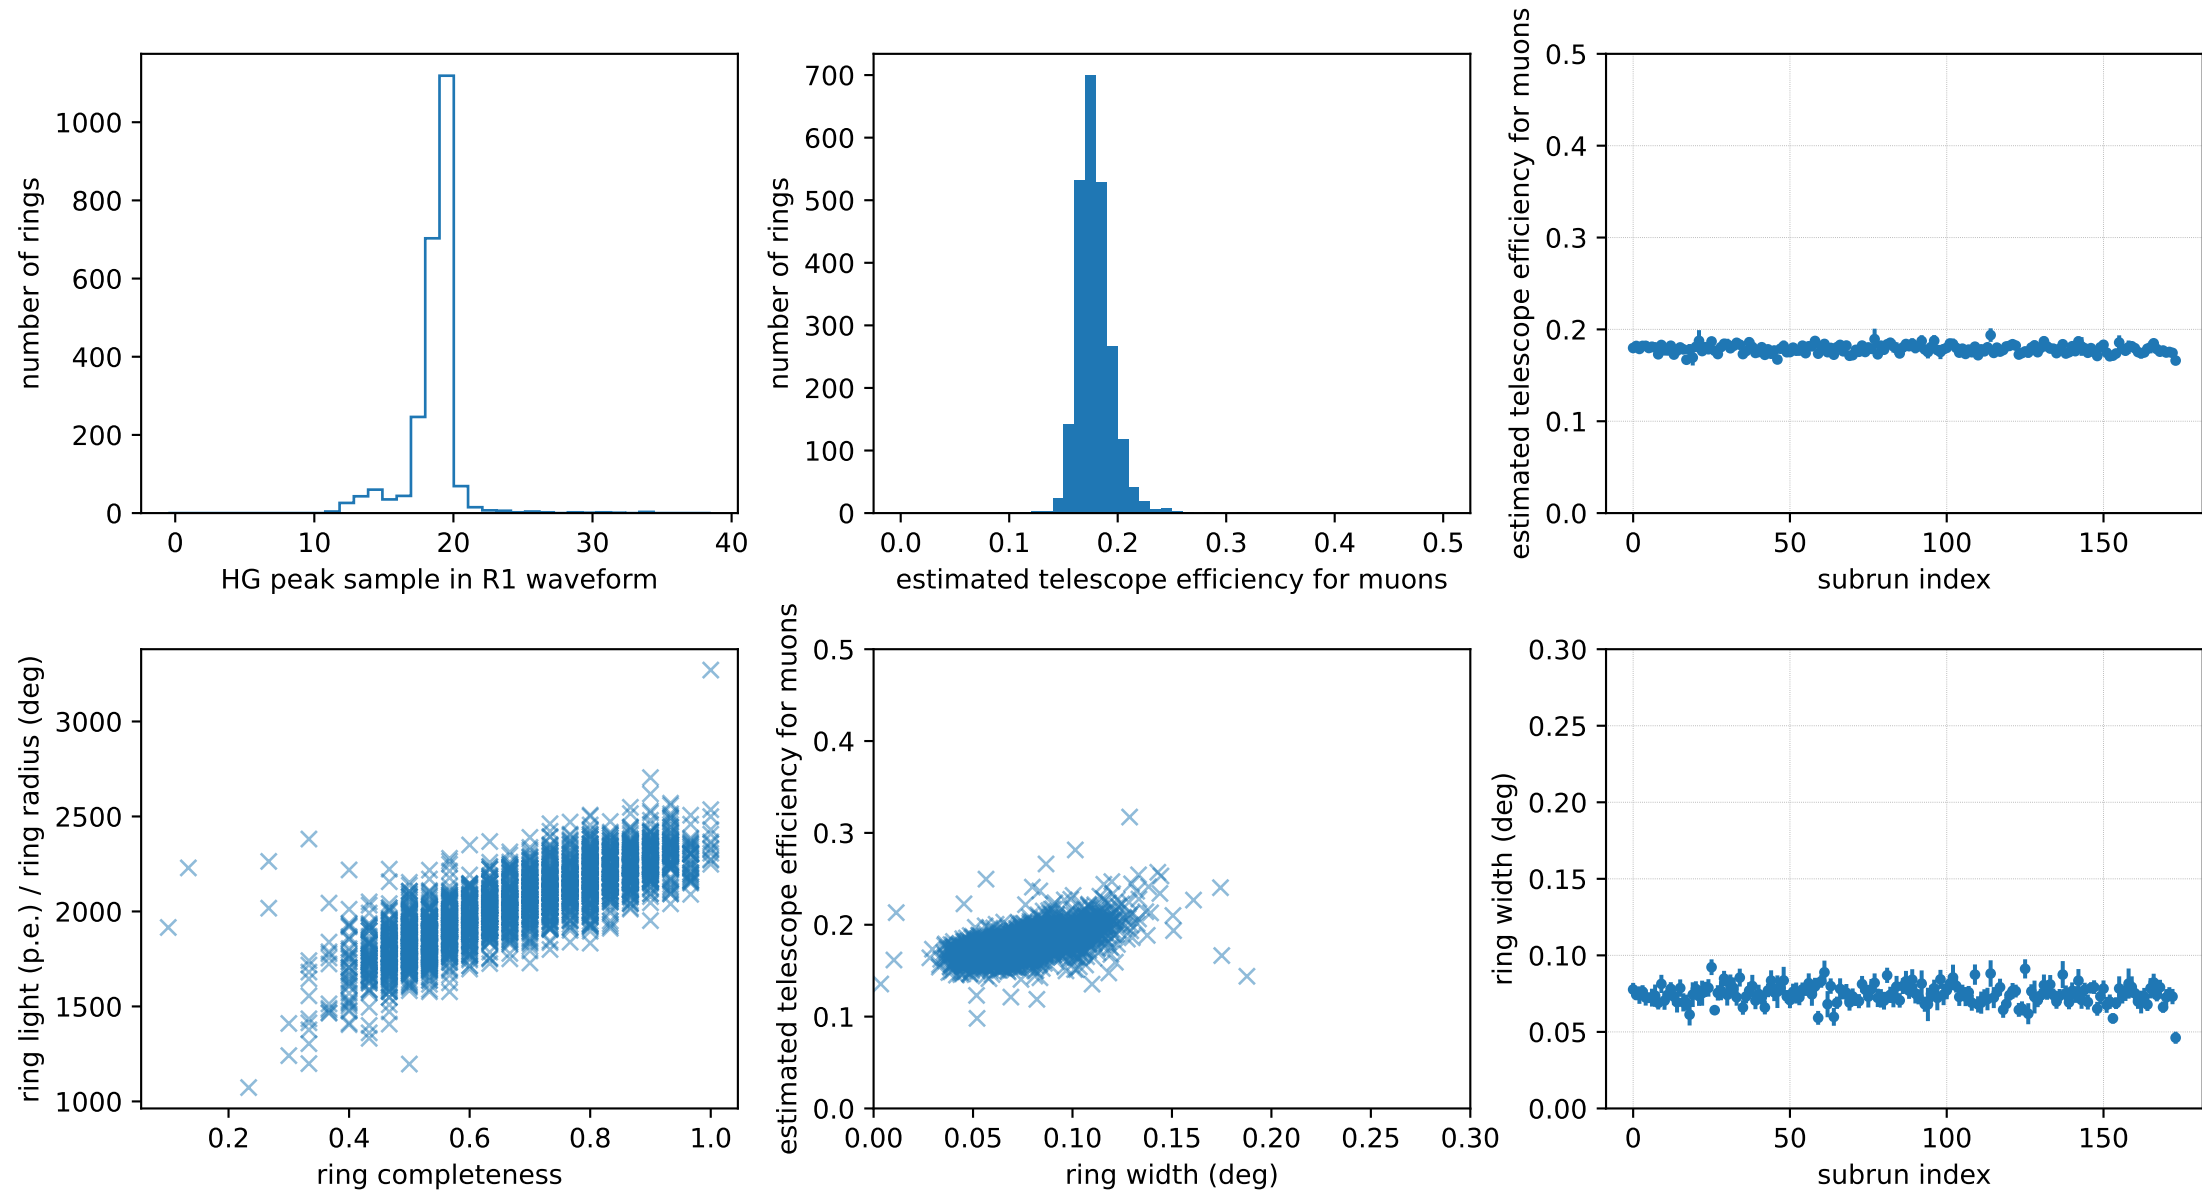 number of rings
1000
800
600
400
200
0
0 10 20 30 40
HG peak sample in R1 waveform
number of rings
700
600
500
400
300
200
100
0
0.0 0.1 0.2 0.3 0.4 0.5
estimated telescope efficiency for muons
estimated telescope efficiency for muons
0.5
0.4
0.3
0.2
0.1
0.0
0 50 100 150
subrun index
ring light (p.e.) / ring radius (deg)
3000
2500
2000
1500
1000
0.2 0.4 0.6 0.8 1.0
ring completeness
estimated telescope efficiency for muons
0.5
0.4
0.3
0.2
0.1
0.0
0.00 0.05 0.10 0.15 0.20 0.25 0.30
ring width (deg)
ring width (deg)
0.30
0.25
0.20
0.15
0.10
0.05
0.00
0 50 100 150
subrun index